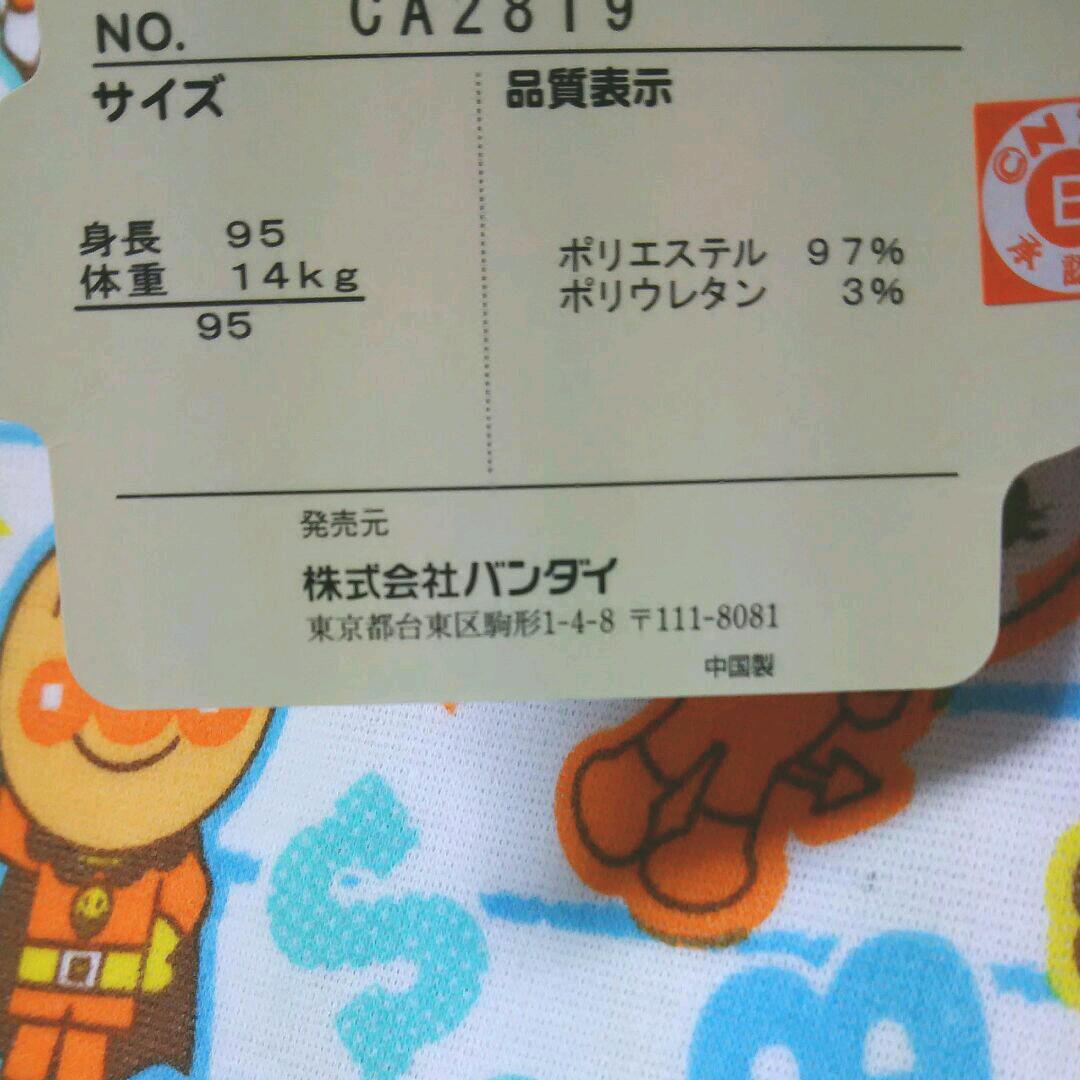 NO. CA2819
サイズ
品質表示
身長 95
体重 14kg
95
ポリエステル 97%
ポリウレタン 3%
承認
発売元
株式会社バンダイ
東京都台東区駒形1-4-8 〒111-8081
中国製
S
8